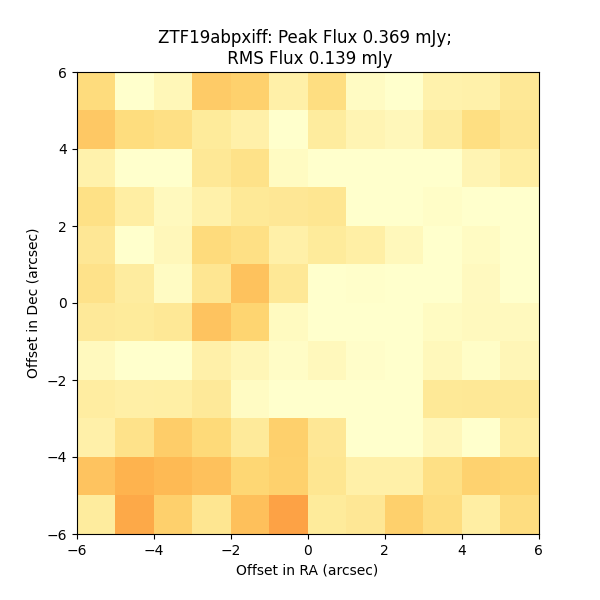 ZTF19abpxiff: Peak Flux 0.369 mJy;
RMS Flux 0.139 mJy
6
4
2
0
−2
−4
−6
Offset in Dec (arcsec)
−6 −4 −2 0 2 4 6
Offset in RA (arcsec)